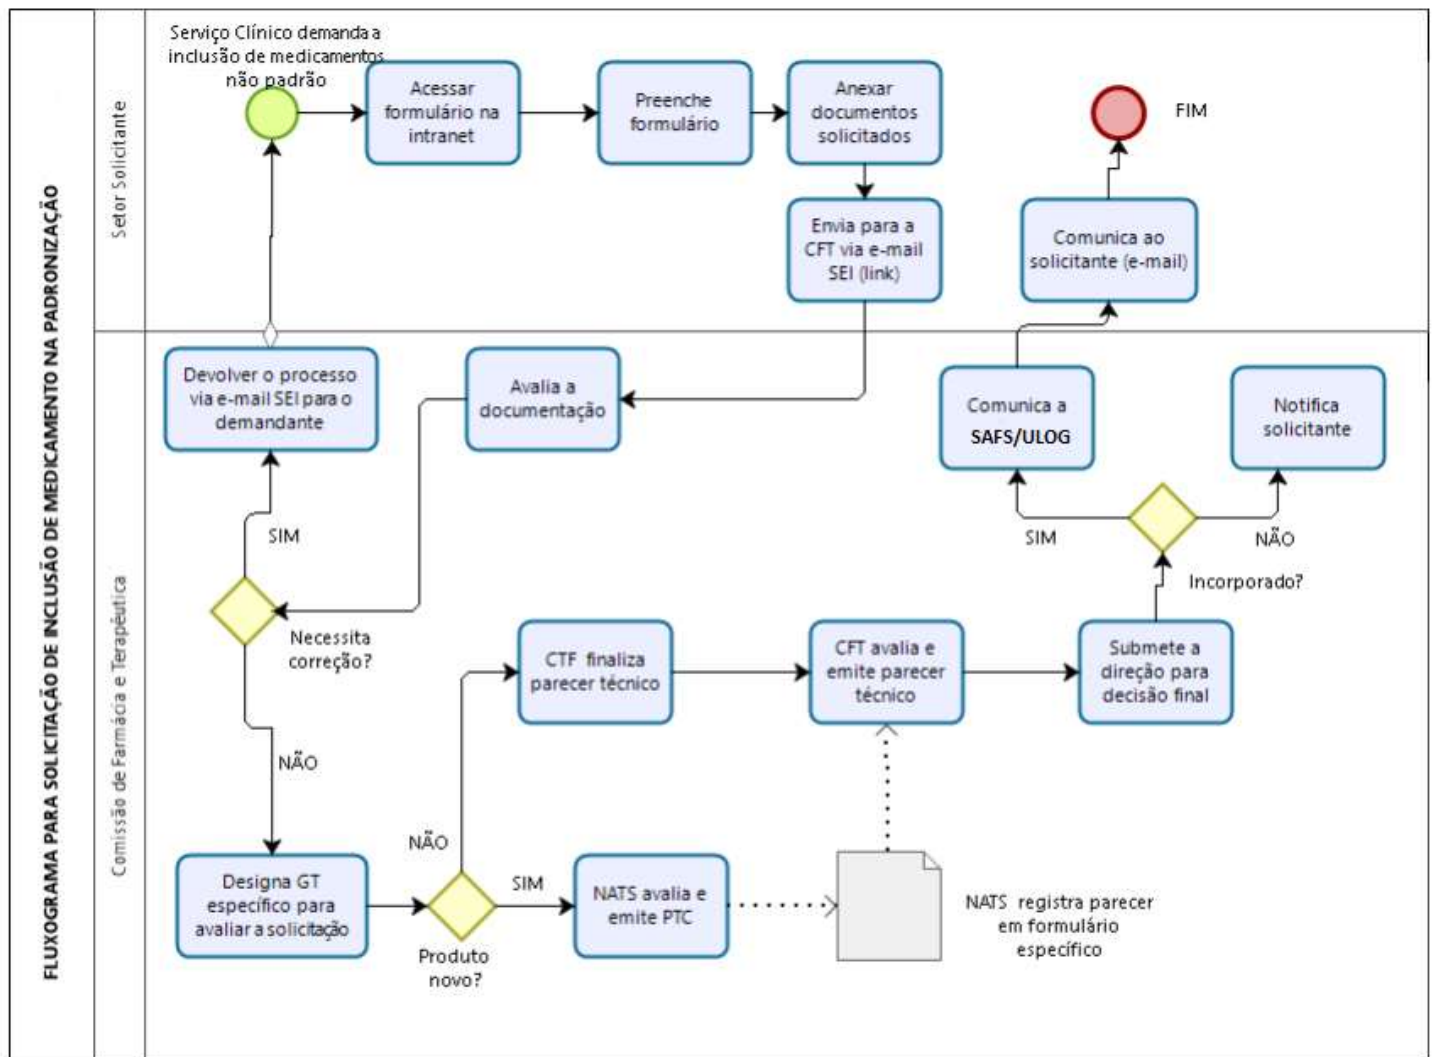 FLUXOGRAMA PARA SOLICITAÇÃO DE INCLUSÃO DE MEDICAMENTO NA PADRONIZAÇÃO
Setor Solicitante
Serviço Clínico demanda a
inclusão de medicamentos
não padrão
Acessar
formulário na
intranet
Preenche
formulário
Anexar
documentos
solicitados
FIM
Envia para a
CFT via e-mail
SEI (link)
Comunica ao
solicitante (e-mail)
Comissão de Farmácia e Terapêutica
Devolver o processo
via e-mail SEI para o
demandante
Avalia a
documentação
Comunica a
SAFS/ULOG
Notifica
solicitante
SIM
SIM
NÃO
Incorporado?
Necessita
correção?
CTF finaliza
parecer técnico
CFT avalia e
emite parecer
técnico
Submete a
direção para
decisão final
NÃO
NÃO
Designa GT
específico para
avaliar a solicitação
SIM
Produto
novo?
NATS avalia e
emite PTC
NATS registra parecer
em formulário
específico